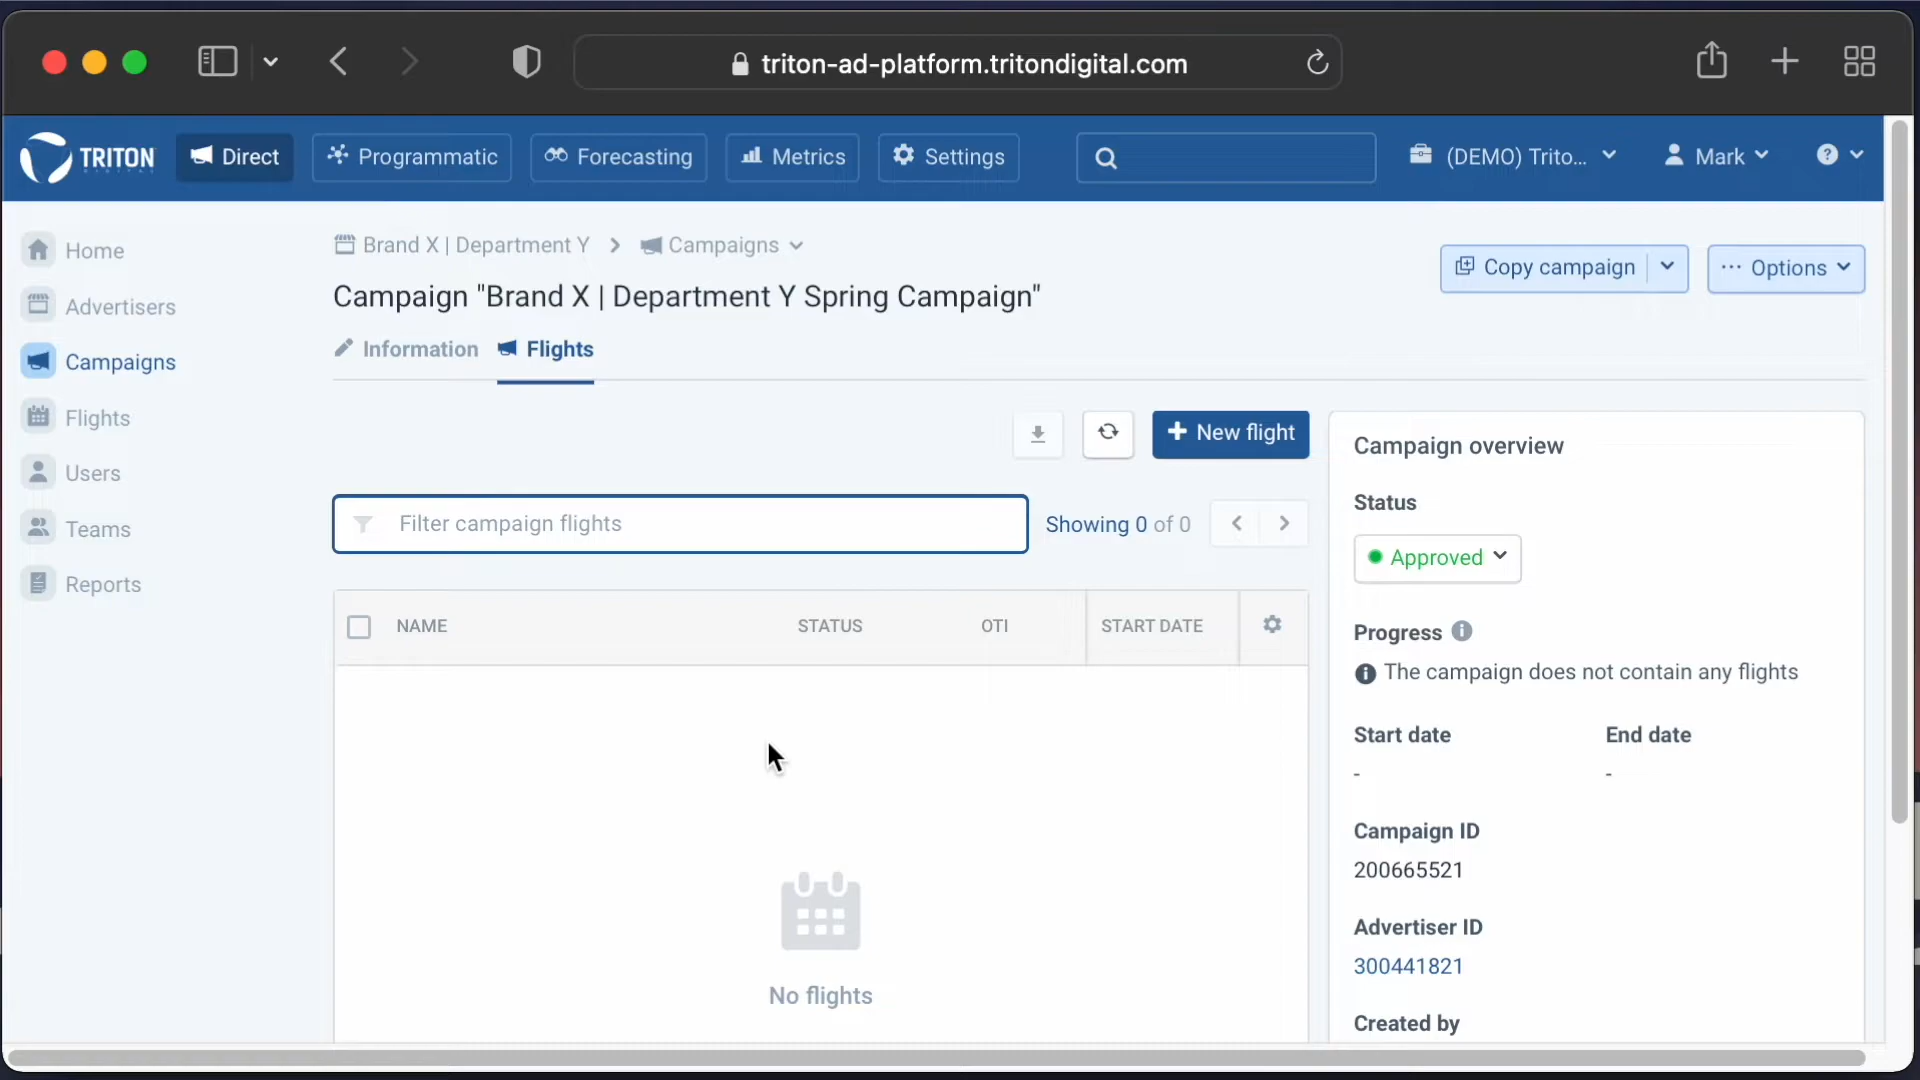 triton-ad-platform.tritondigital.com
TRITON
DIGITAL
Direct
Programmatic
Forecasting
Metrics
Settings
(DEMO) Trito...
Mark
?
Home
Advertisers
Campaigns
Flights
Users
Teams
Reports
Brand X | Department Y
Campaigns
Copy campaign
Options
Campaign "Brand X | Department Y Spring Campaign"
Information
Flights
New flight
Filter campaign flights
Showing 0 of 0
NAME
STATUS
OTI
START DATE
No flights
Campaign overview
Status
Approved
Progress
The campaign does not contain any flights
Start date
End date
-
-
Campaign ID
200665521
Advertiser ID
300441821
Created by